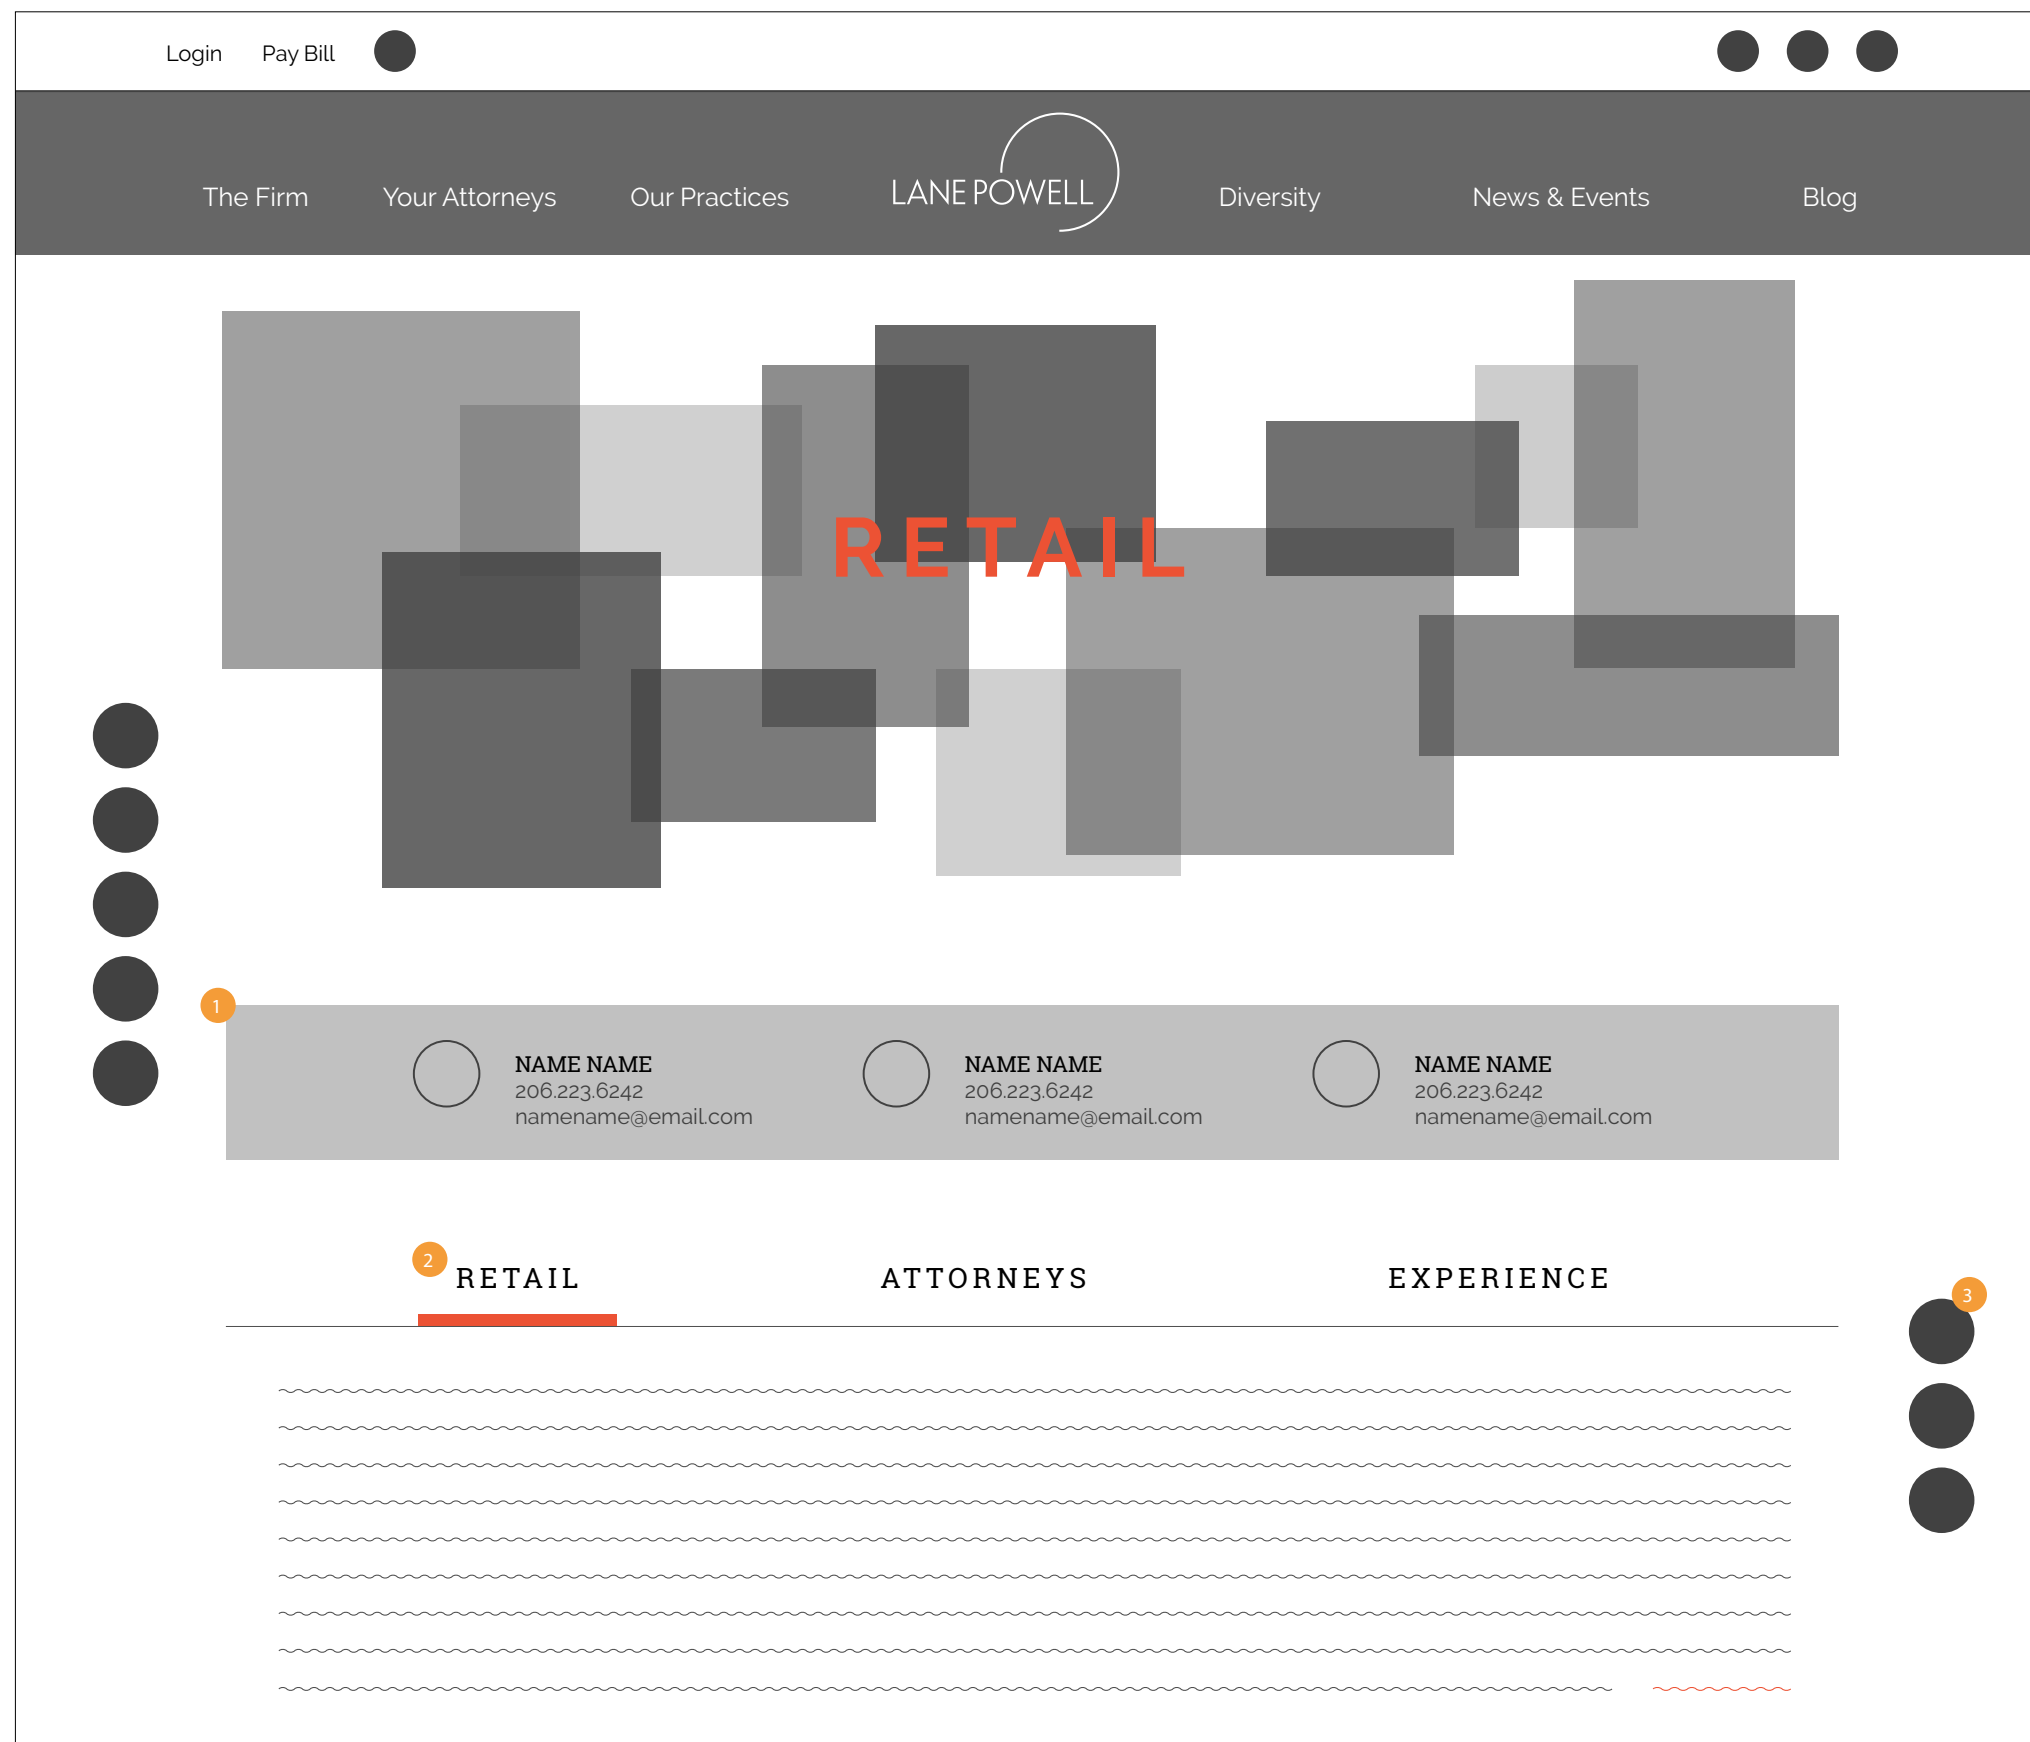 Login Pay Bill
The Firm Your Attorneys Our Practices LANE POWELL Diversity News & Events Blog
RETAIL
1
NAME NAME NAME NAME NAME NAME
206.223.6242 206.223.6242 206.223.6242
namename@email.com namename@email.com namename@email.com
2
RETAIL ATTORNEYS EXPERIENCE
3